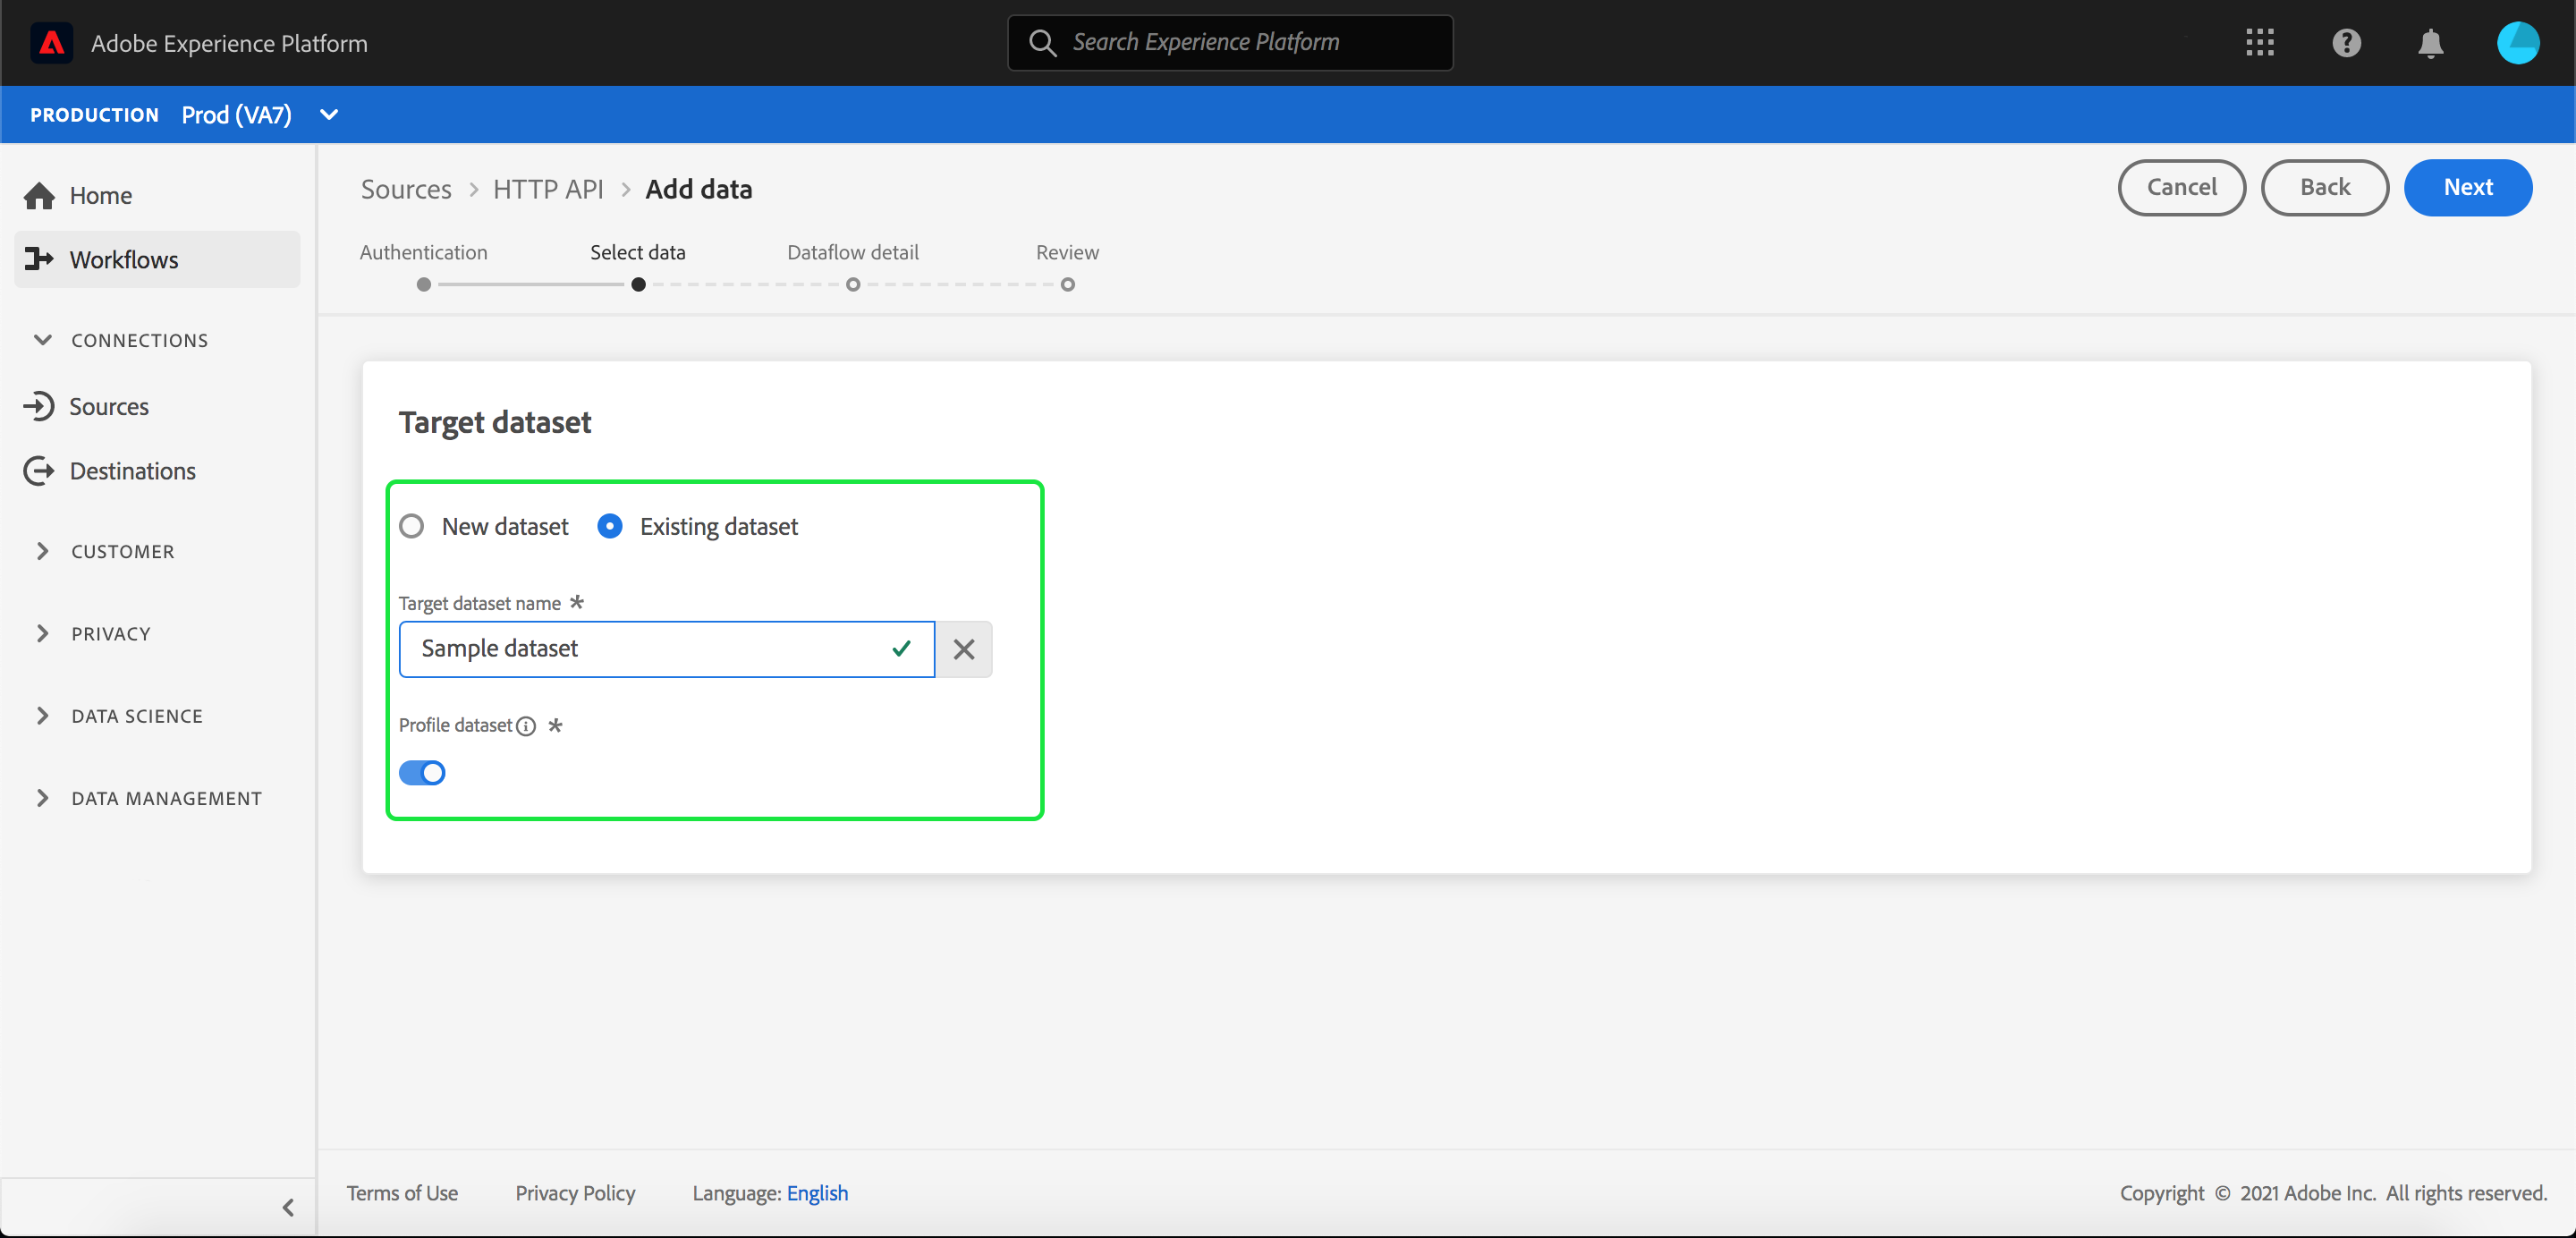 Adobe Experience Platform
Search Experience Platform
PRODUCTION Prod (VA7)
Home
Workflows
CONNECTIONS
Sources
Destinations
CUSTOMER
PRIVACY
DATA SCIENCE
DATA MANAGEMENT
Sources > HTTP API > Add data
Cancel Back Next
Authentication Select data Dataflow detail Review
Target dataset
New dataset Existing dataset
Target dataset name *
Sample dataset
Profile dataset *
Terms of Use Privacy Policy Language: English
Copyright © 2021 Adobe Inc. All rights reserved.